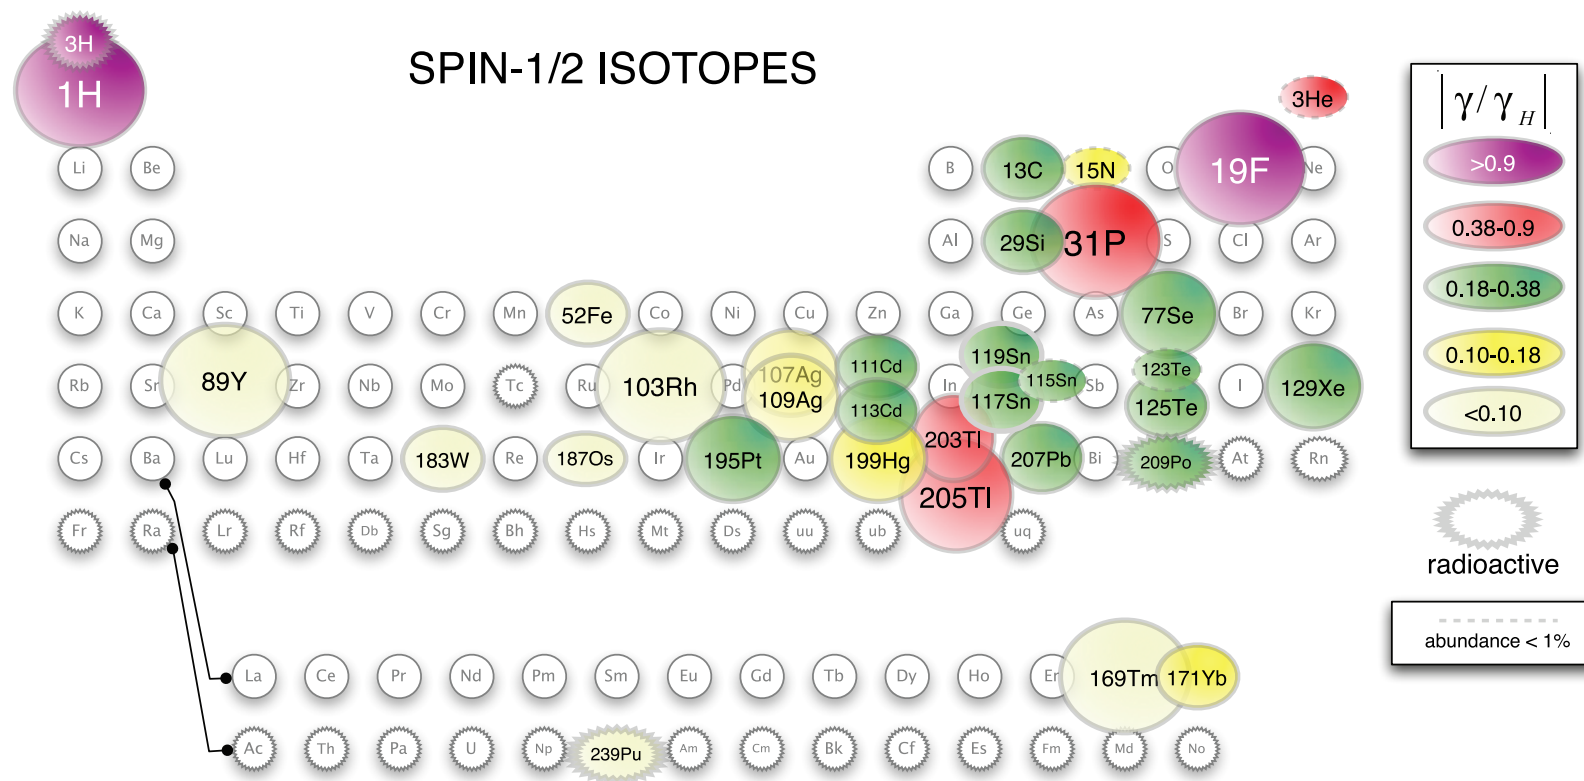 SPIN-1/2 ISOTOPES
3H
1H
3He
Li Be B 13C 15N O 19F Ne
Na Mg Al 29Si 31P S Cl Ar
K Ca Sc Ti V Cr Mn 52Fe Co Ni Cu Zn Ga Ge As 77Se Br Kr
Rb Sr 89Y Zr Nb Mo Tc Ru 103Rh Pd 107Ag 109Ag 111Cd 113Cd In 119Sn 117Sn 115Sn Sb 123Te 125Te I 129Xe
Cs Ba Lu Hf Ta 183W Re 187Os Ir 195Pt Au 199Hg 203Tl 205Tl 207Pb Bi 209Po At Rn
Fr Ra Lr Rf Db Sg Bh Hs Mt Ds uu ub uq
La Ce Pr Nd Pm Sm Eu Gd Tb Dy Ho Er 169Tm 171Yb
Ac Th Pa U Np 239Pu Am Cm Bk Cf Es Fm Md No
|γ/γH|
>0.9
0.38-0.9
0.18-0.38
0.10-0.18
<0.10
radioactive
abundance < 1%